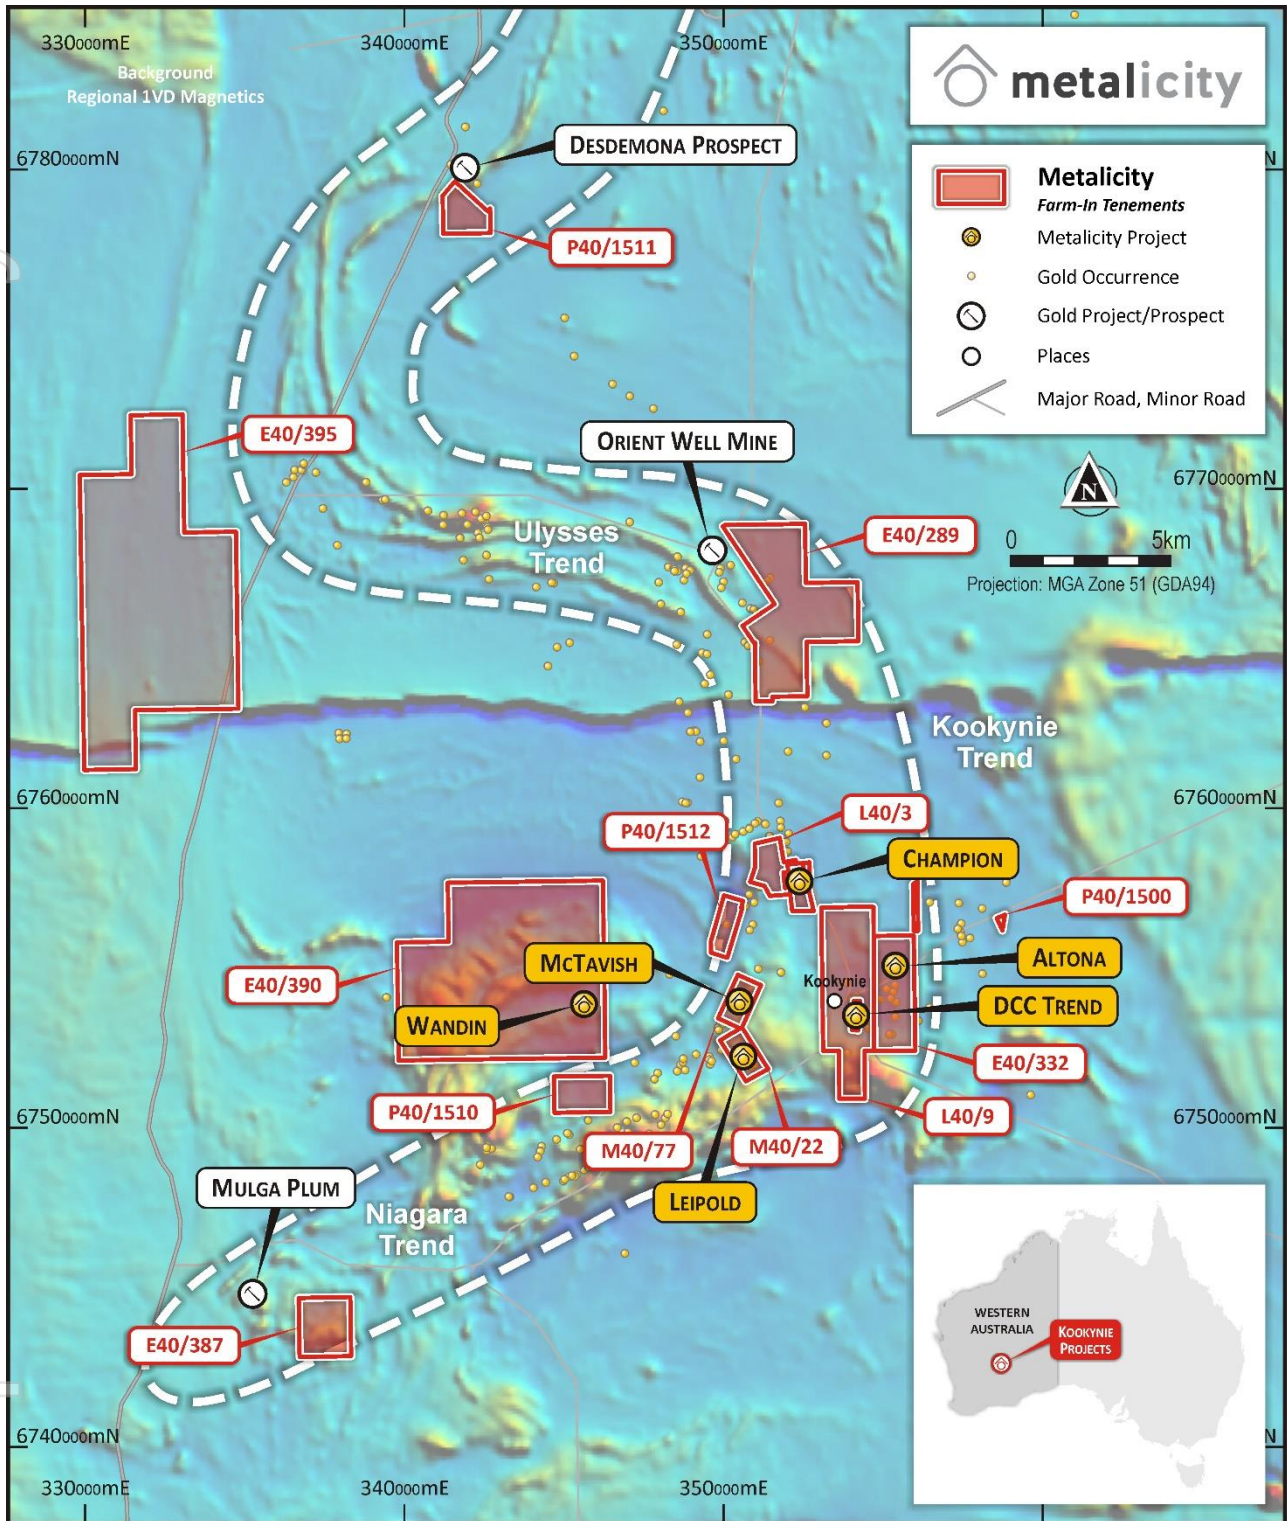 330000mE
340000mE
350000mE
Background
Regional 1VD Magnetics
metalicity
DESDEMONA PROSPECT
6780000mN
N
Metalicity
Farm-In Tenements
Metalicity Project
Gold Occurrence
Gold Project/Prospect
Places
Major Road, Minor Road
P40/1511
E40/395
ORIENT WELL MINE
6770000mN
N
0
5km
Projection: MGA Zone 51 (GDA94)
Ulysses
Trend
E40/289
Kookynie
Trend
6760000mN
6760000mN
P40/1512
L40/3
CHAMPION
P40/1500
MCTAVISH
ALTONA
E40/390
Kookynie
WANDIN
DCC TREND
E40/332
P40/1510
L40/9
6750000mN
6750000mN
M40/77
M40/22
MULGA PLUM
LEIPOLD
Niagara
Trend
E40/387
WESTERN
AUSTRALIA
KOOKYNIE
PROJECTS
6740000mN
N
330000mE
340000mE
350000mE